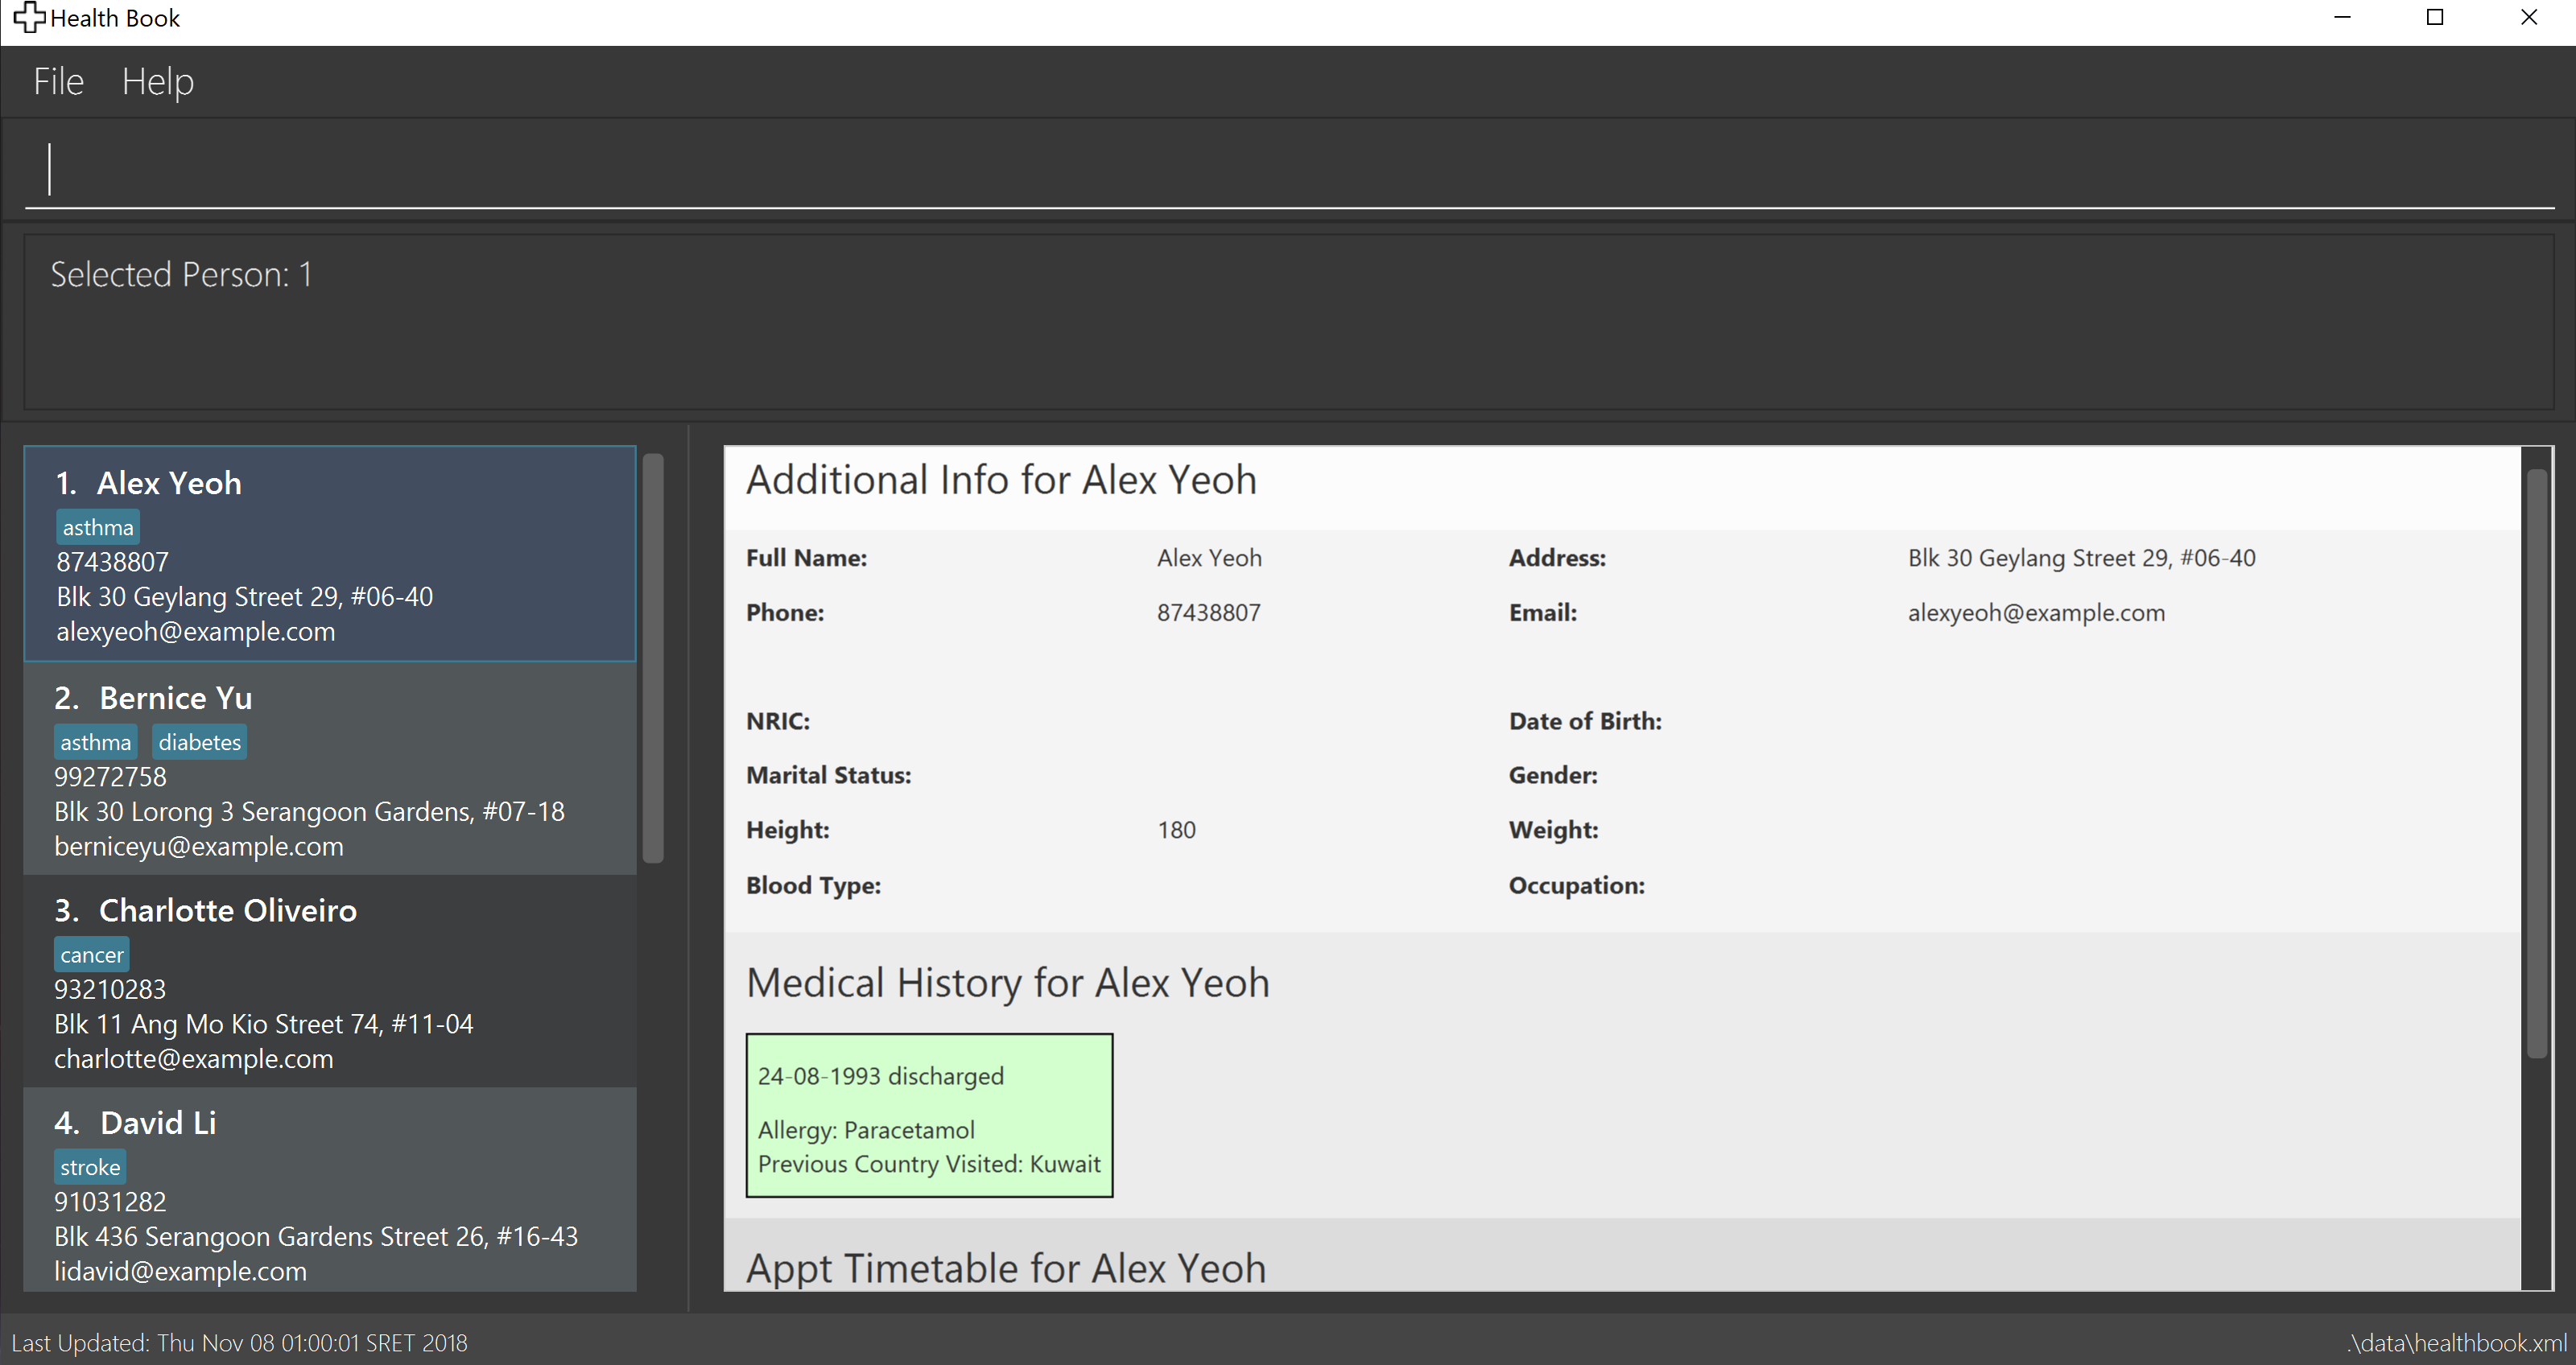 Health Book
File Help
Selected Person: 1
1. Alex Yeoh
asthma
87438807
Blk 30 Geylang Street 29, #06-40
alexyeoh@example.com
2. Bernice Yu
asthma diabetes
99272758
Blk 30 Lorong 3 Serangoon Gardens, #07-18
berniceyu@example.com
3. Charlotte Oliveiro
cancer
93210283
Blk 11 Ang Mo Kio Street 74, #11-04
charlotte@example.com
4. David Li
stroke
91031282
Blk 436 Serangoon Gardens Street 26, #16-43
lidavid@example.com
Additional Info for Alex Yeoh
Full Name: Alex Yeoh Address: Blk 30 Geylang Street 29, #06-40
Phone: 87438807 Email: alexyeoh@example.com
NRIC: Date of Birth:
Marital Status: Gender:
Height: 180 Weight:
Blood Type: Occupation:
Medical History for Alex Yeoh
24-08-1993 discharged
Allergy: Paracetamol
Previous Country Visited: Kuwait
Appt Timetable for Alex Yeoh
Last Updated: Thu Nov 08 01:00:01 SRET 2018
.\data\healthbook.xml